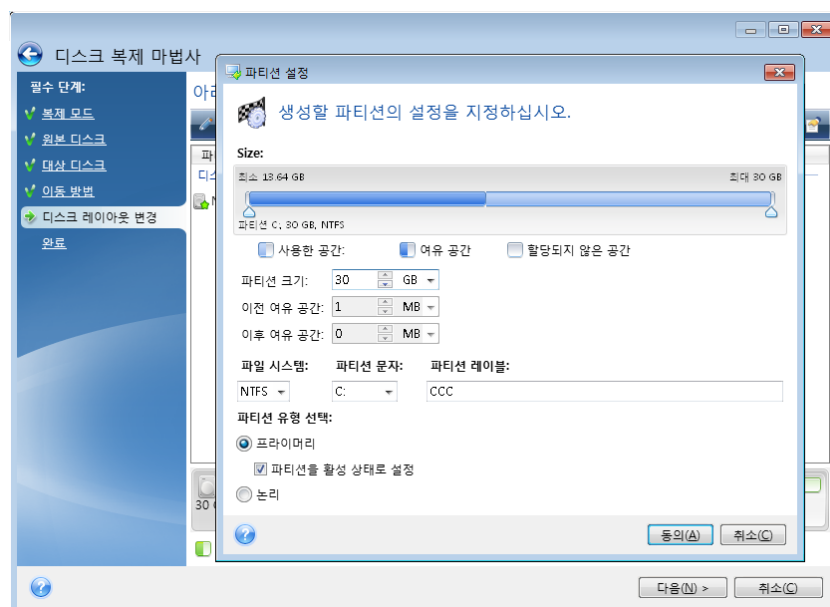 디스크 복제 마법사
필수 단계:
복제 모드
원본 디스크
대상 디스크
이동 방법
디스크 레이아웃 변경
완료
파티션 설정
생성할 파티션의 설정을 지정하십시오.
Size:
최소 13.64 GB 최대 30 GB
파티션 C, 30 GB, NTFS
사용한 공간: 여유 공간 할당되지 않은 공간
파티션 크기: 30 GB
이전 여유 공간: 1 MB
이후 여유 공간: 0 MB
파일 시스템: 파티션 문자: 파티션 레이블:
NTFS C: CCC
파티션 유형 선택:
프라이머리
파티션을 활성 상태로 설정
논리
동의(A) 취소(C)
다음(N) > 취소(C)